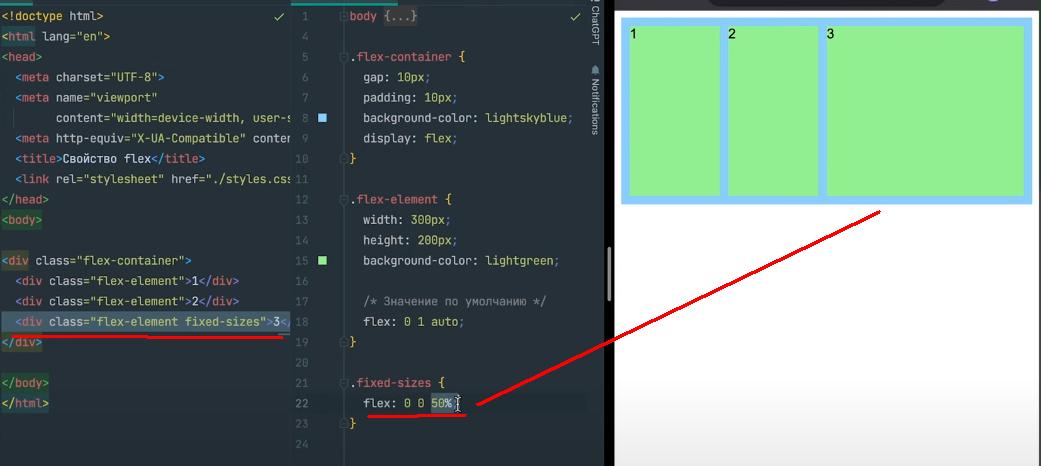 <!doctype html>
<html lang="en">
<head>
<meta charset="UTF-8">
<meta name="viewport"
content="width=device-width, user-s
<meta http-equiv="X-UA-Compatible" conten
<title>Свойство flex</title>
<link rel="stylesheet" href="./styles.css
</head>
<body>
<div class="flex-container">
<div class="flex-element">1</div>
<div class="flex-element">2</div>
<div class="flex-element fixed-sizes">3</
</div>
</body>
</html>
1 body {...}
4
5 .flex-container {
6 gap: 10px;
7 padding: 10px;
8 background-color: lightskyblue;
9 display: flex;
10 }
11
12 .flex-element {
13 width: 300px;
14 height: 200px;
15 background-color: lightgreen;
16
17 /* Значение по умолчанию */
18 flex: 0 1 auto;
19 }
20
21 .fixed-sizes {
22 flex: 0 0 50%;
23 }
24
ChatGPT
Notifications
1 2 3